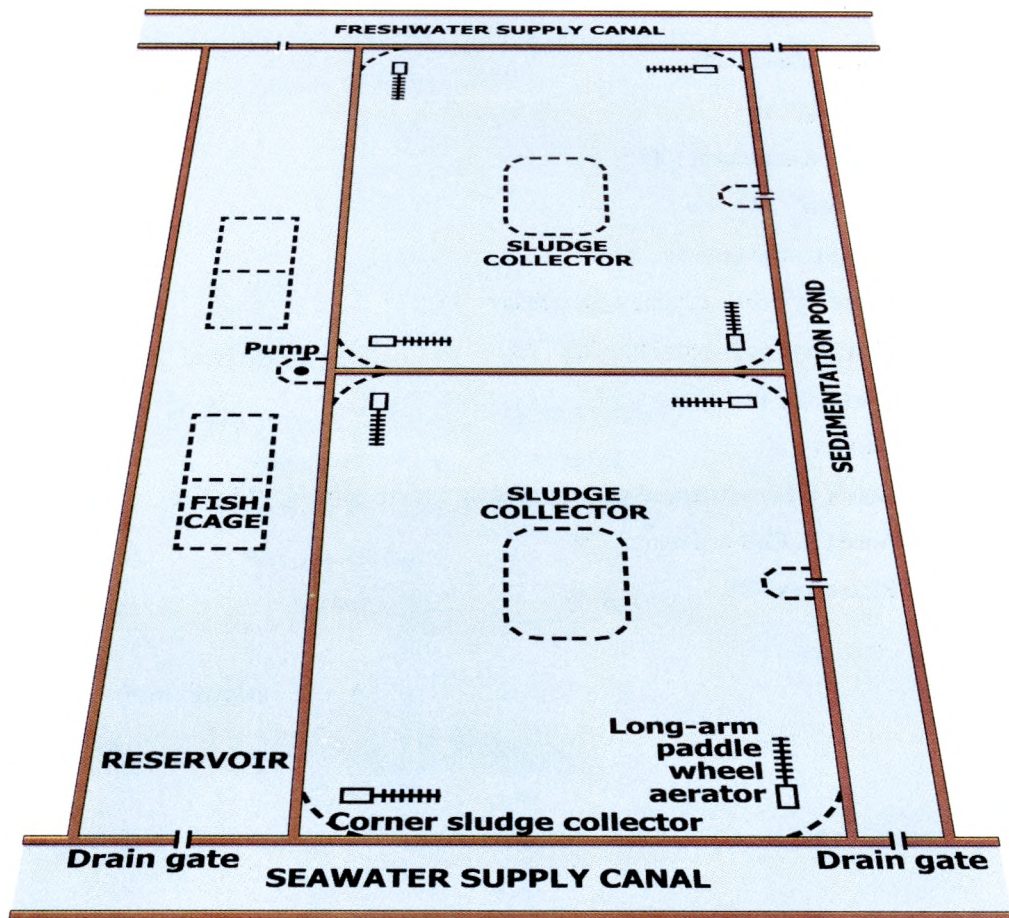 FRESHWATER SUPPLY CANAL
SLUDGE
COLLECTOR
Pump
SEDIMENTATION POND
SLUDGE
COLLECTOR
FISH
CAGE
Long-arm
paddle
wheel
aerator
RESERVOIR
Corner sludge collector
Drain gate
Drain gate
SEAWATER SUPPLY CANAL